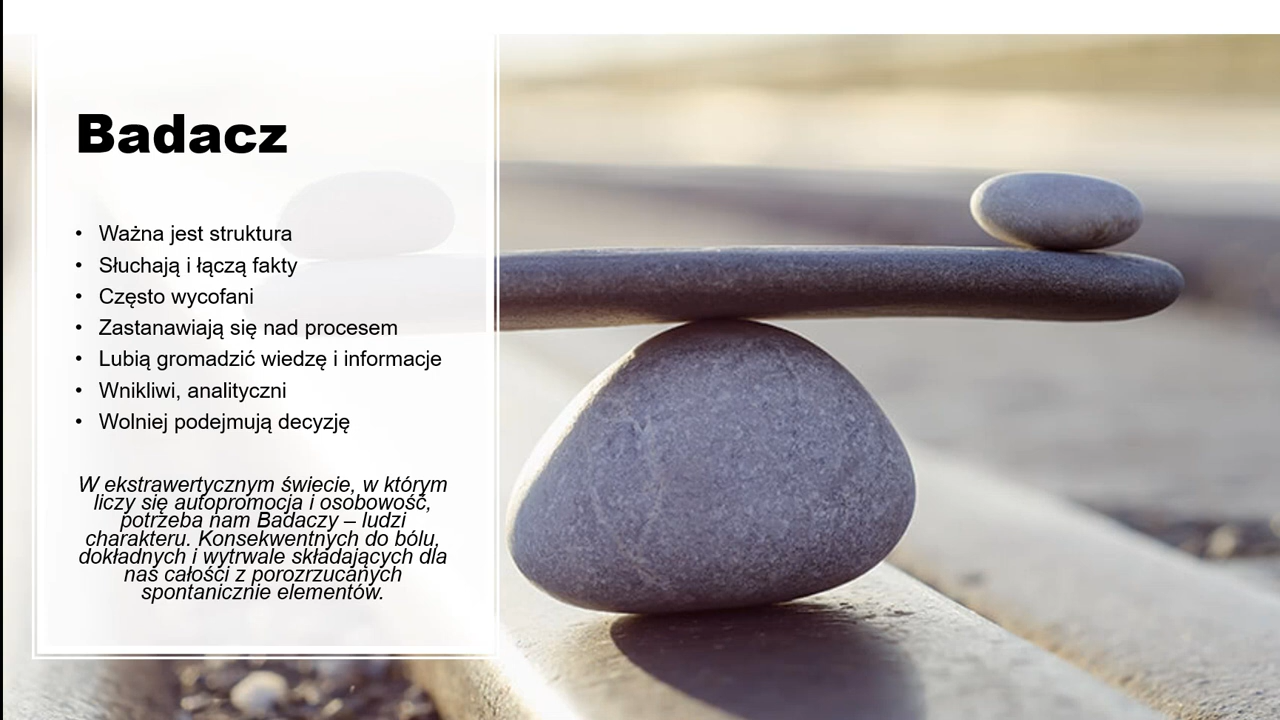 Badacz
• Ważna jest struktura
• Słuchają i łączą fakty
• Często wycofani
• Zastanawiają się nad procesem
• Lubią gromadzić wiedzę i informacje
• Wnikliwi, analityczni
• Wolniej podejmują decyzję
W ekstrawertycznym świecie, w którym
liczy się autopromocja i osobowość,
potrzeba nam Badaczy – ludzi
charakteru. Konsekwentnych do bólu,
dokładnych i wytrwale składających dla
nas całości z porozrzucanych
spontanicznie elementów.